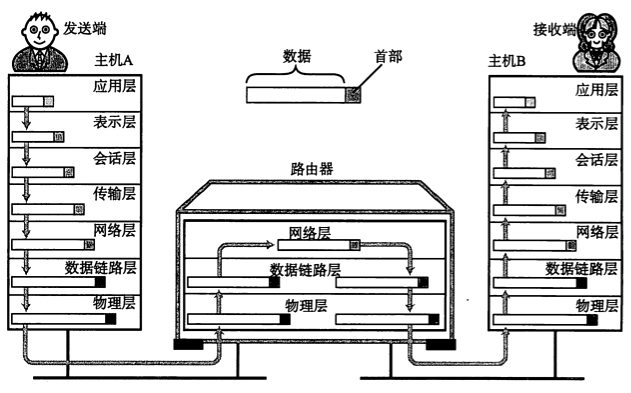 发送端
接收端
主机A
数据
首部
主机B
应用层
表示层
会话层
传输层
网络层
数据链路层
物理层
路由器
网络层
数据链路层
物理层
应用层
表示层
会话层
传输层
网络层
数据链路层
物理层